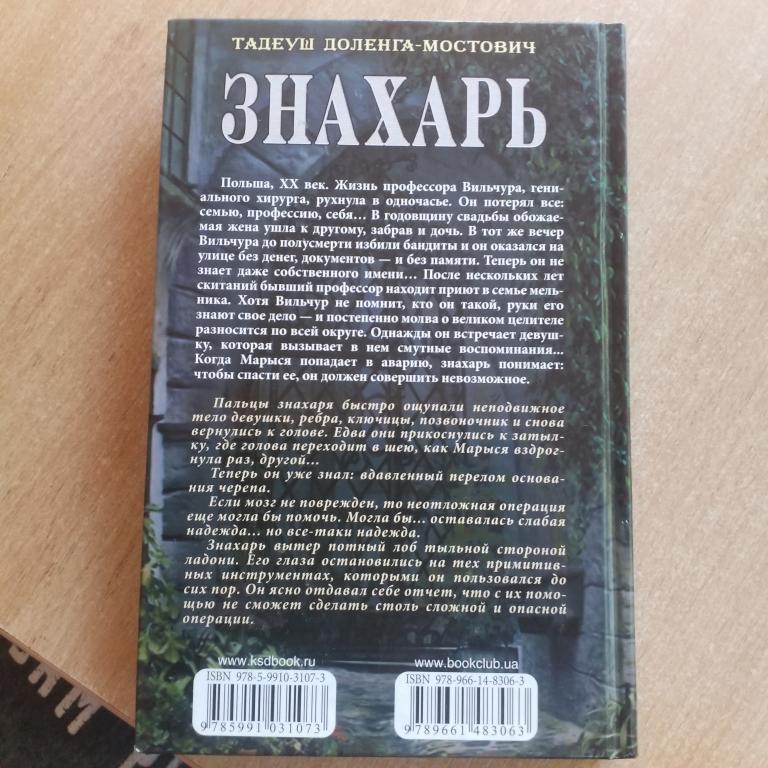 ТАДЕУШ ДОЛЕНГА-МОСТОВИЧ
ЗНАХАРЬ
Польша, XX век. Жизнь профессора Вильчура, гени-
ального хирурга, рухнула в одночасье. Он потерял все:
семью, профессию, себя... В годовщину свадьбы обожае-
мая жена ушла к другому, забрав и дочь. В тот же вечер
Вильчура до полусмерти избили бандиты и он оказался на
улице без денег, документов — и без памяти. Теперь он не
знает даже собственного имени... После нескольких лет
скитаний бывший профессор находит приют в семье мель-
ника. Хотя Вильчур не помнит, кто он такой, руки его
знают свое дело — и постепенно молва о великом целителе
разносится по всей округе. Однажды он встречает девуш-
ку, которая вызывает в нем смутные воспоминания...
Когда Марыся попадает в аварию, знахарь понимает:
чтобы спасти ее, он должен совершить невозможное.
Пальцы знахаря быстро ощупали неподвижное
тело девушки, ребра, ключицы, позвоночник и снова
вернулись к голове. Едва они прикоснулись к затыл-
ку, где голова переходит в шею, как Марыся вздрог-
нула раз, другой...
Теперь он уже знал: вдавленный перелом основа-
ния черепа.
Если мозг не поврежден, то неотложная операция
еще могла бы помочь. Могла бы... оставалась слабая
надежда... но все-таки надежда.
Знахарь вытер потный лоб тыльной стороной
ладони. Его глаза остановились на тех примитив-
ных инструментах, которыми он пользовался до
сих пор. Он ясно отдавал себе отчет, что с их помо-
щью не сможет сделать столь сложной и опасной
операции.
www.ksdbook.ru
www.bookclub.ua
ISBN 978-5-9910-3107-3
ISBN 978-966-14-8306-3
9785991031073
9789661483063